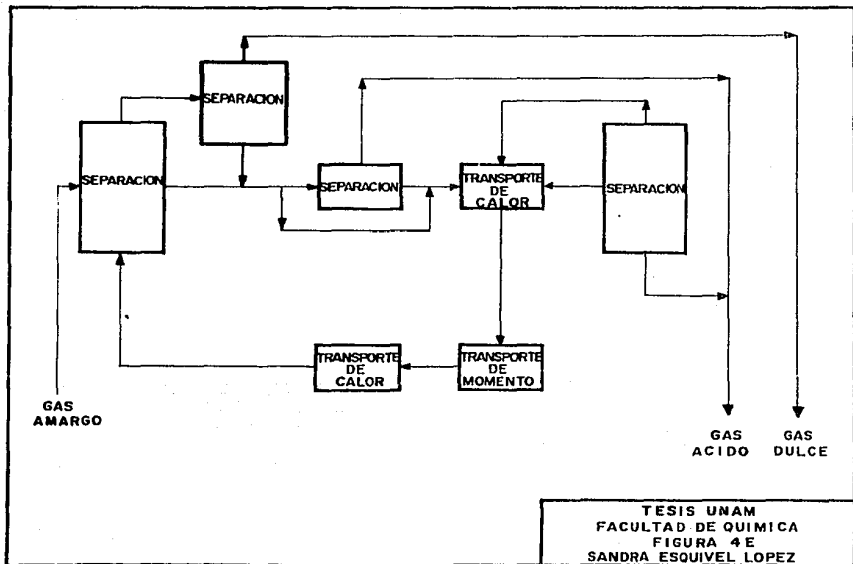 SEPARACION
SEPARACION
SEPARACION
TRANSPORTE
DE
CALOR
SEPARACION
TRANSPORTE
DE
CALOR
TRANSPORTE
DE
MOMENTO
GAS
AMARGO
GAS
ACIDO
GAS
DULCE
TESIS UNAM
FACULTAD DE QUIMICA
FIGURA 4E
SANDRA ESQUIVEL LOPEZ